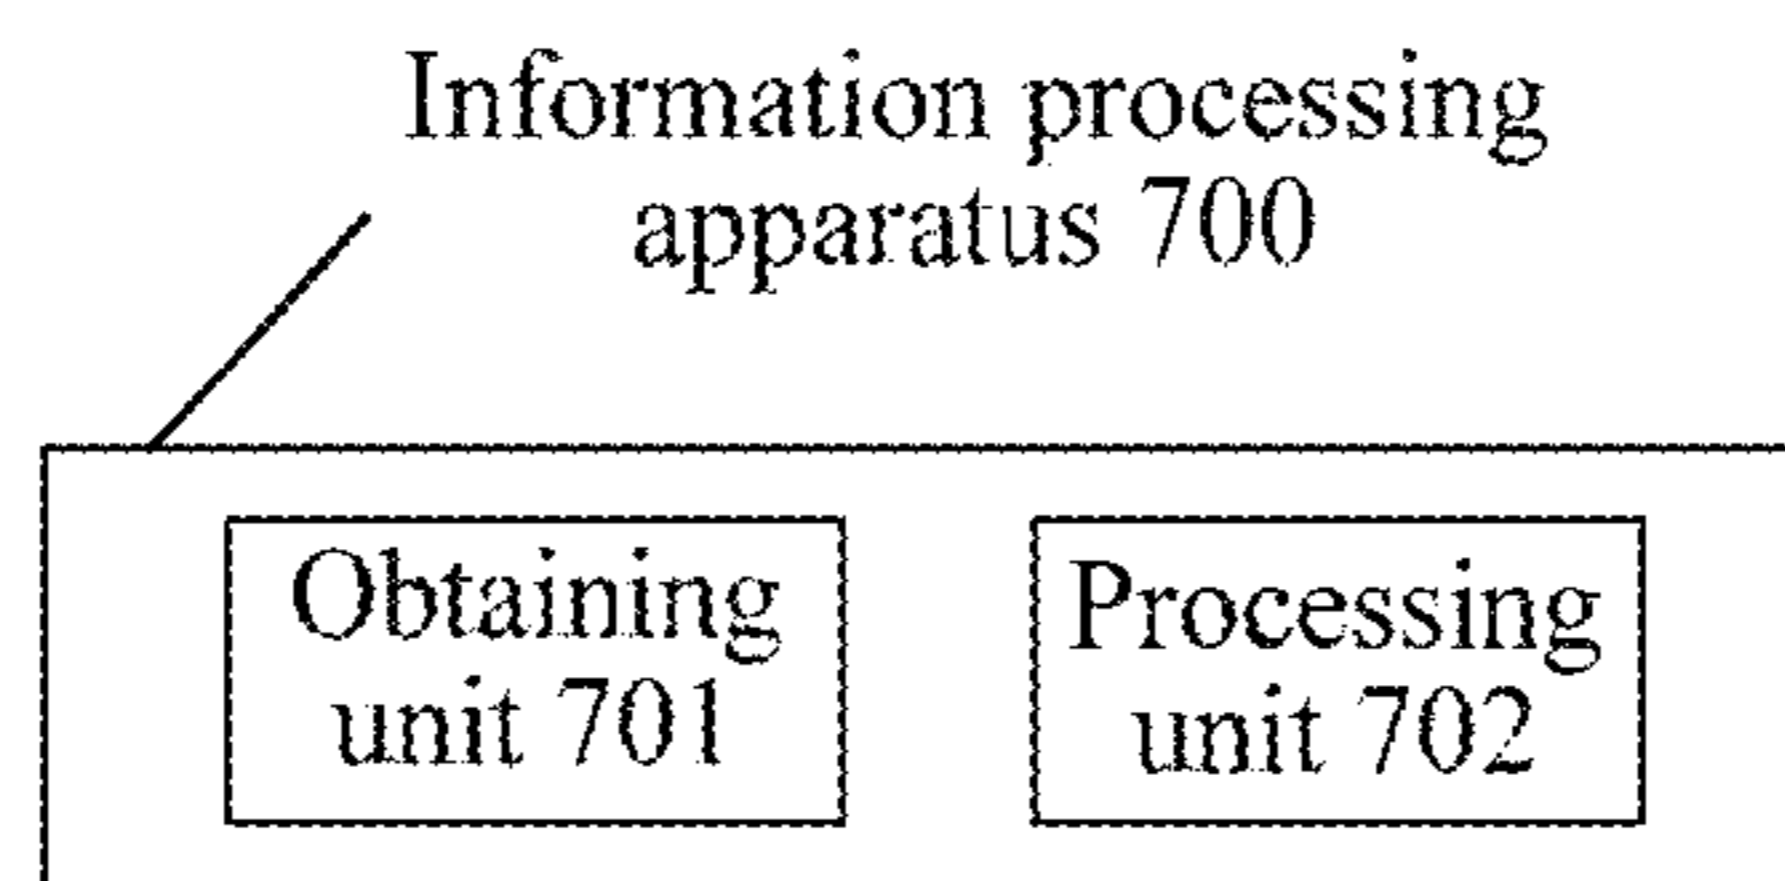 Information processing
apparatus 700
Obtaining
unit 701
Processing
unit 702